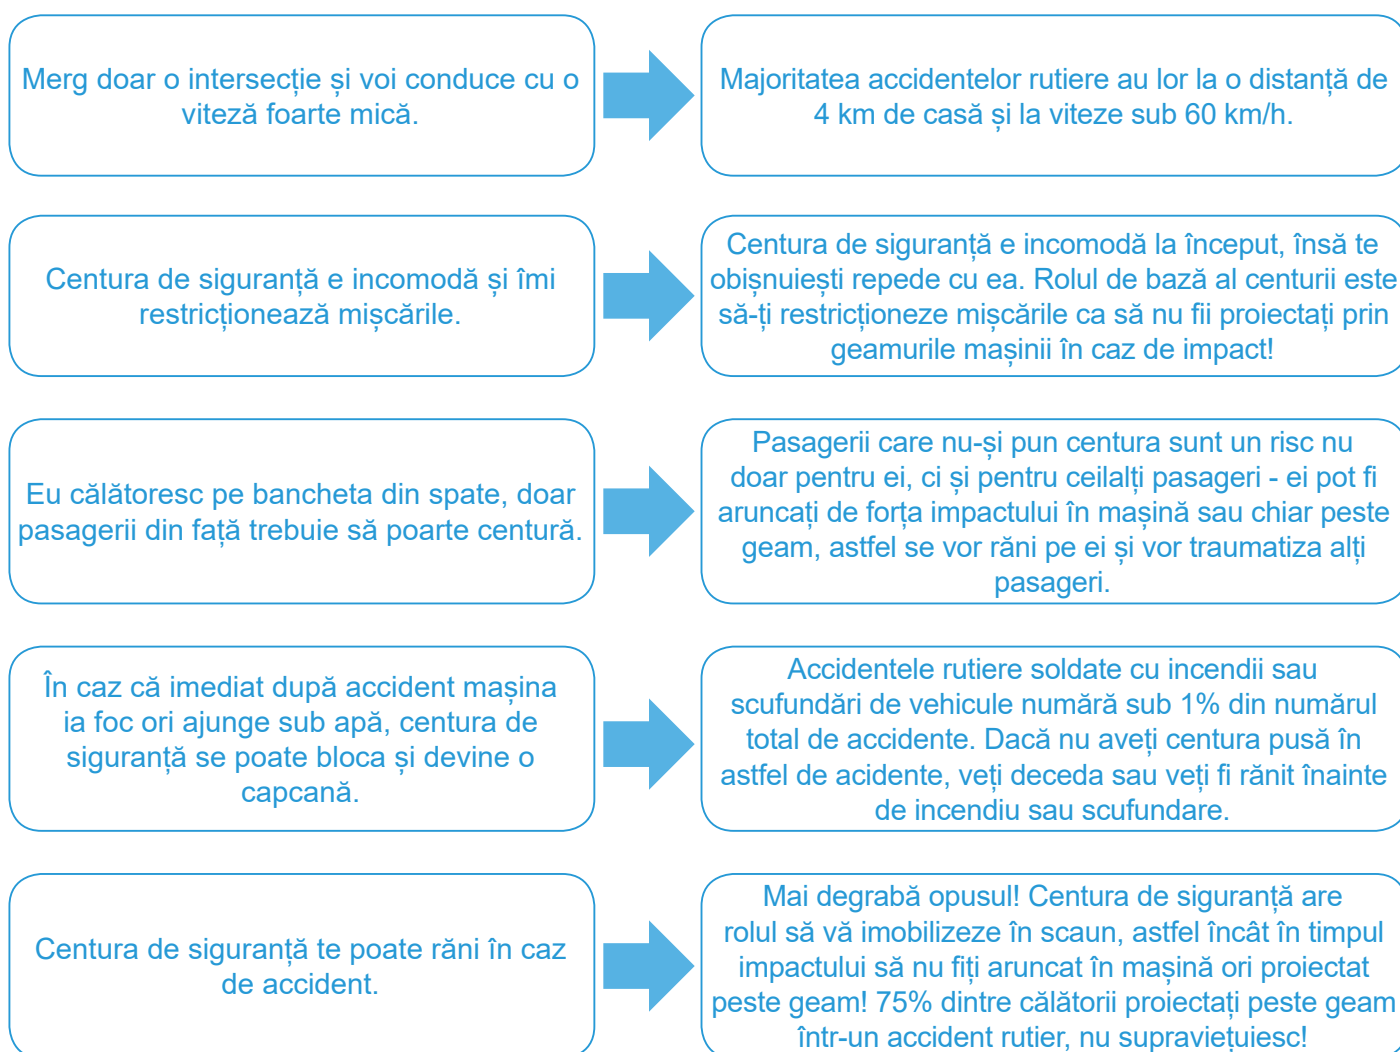 Merg doar o intersecție și voi conduce cu o
viteză foarte mică.
Majoritatea accidentelor rutiere au lor la o distanță de
4 km de casă și la viteze sub 60 km/h.
Centura de siguranță e incomodă și îmi
restricționează mișcările.
Centura de siguranță e incomodă la început, însă te
obișnuiești repede cu ea. Rolul de bază al centurii este
să-ți restricționeze mișcările ca să nu fii proiectați prin
geamurile mașinii în caz de impact!
Eu călătoresc pe bancheta din spate, doar
pasagerii din față trebuie să poarte centură.
Pasagerii care nu-și pun centura sunt un risc nu
doar pentru ei, ci și pentru ceilalți pasageri - ei pot fi
aruncați de forța impactului în mașină sau chiar peste
geam, astfel se vor răni pe ei și vor traumatiza alți
pasageri.
În caz că imediat după accident mașina
ia foc ori ajunge sub apă, centura de
siguranță se poate bloca și devine o
capcană.
Accidentele rutiere soldate cu incendii sau
scufundări de vehicule numără sub 1% din numărul
total de accidente. Dacă nu aveți centura pusă în
astfel de acidente, veți deceda sau veți fi rănit înainte
de incendiu sau scufundare.
Centura de siguranță te poate răni în caz
de accident.
Mai degrabă opusul! Centura de siguranță are
rolul să vă imobilizeze în scaun, astfel încât în timpul
impactului să nu fiți aruncat în mașină ori proiectat
peste geam! 75% dintre călătorii proiectați peste geam
într-un accident rutier, nu supraviețuiesc!